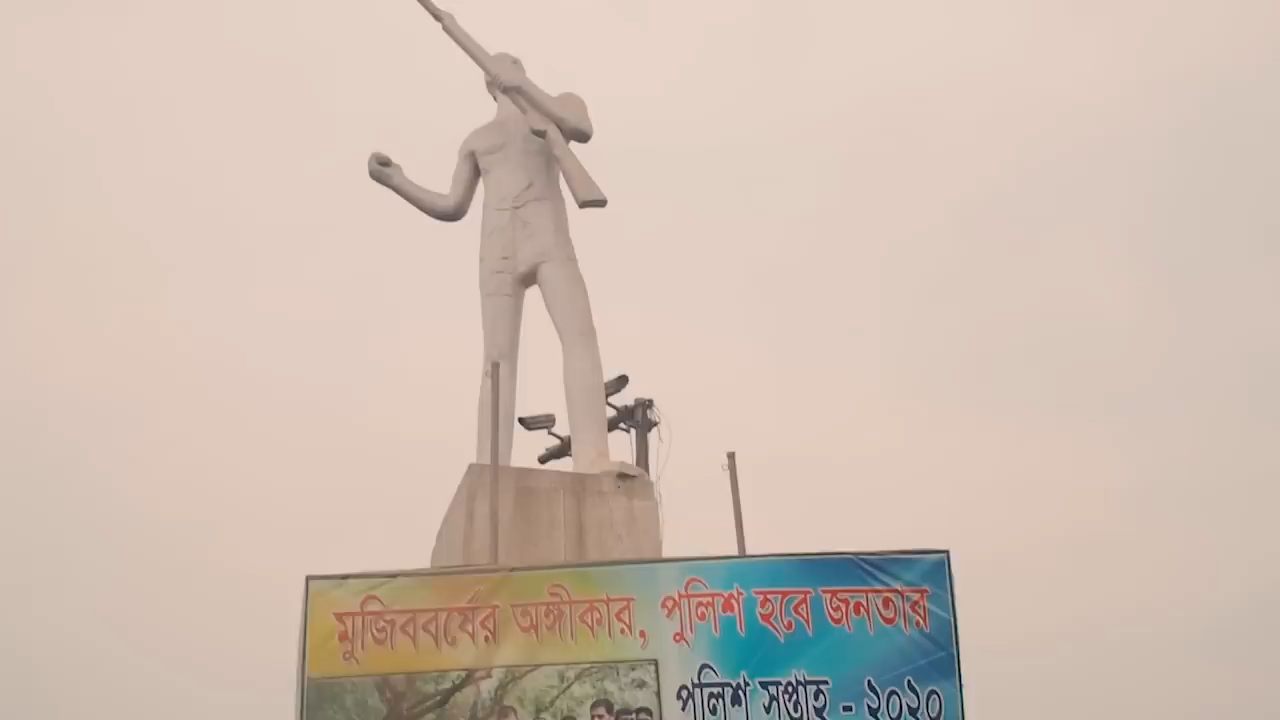 মুজিববর্ষের অঙ্গীকার, পুলিশ হবে জনতার
পুলিশ সপ্তাহ - ২০২০